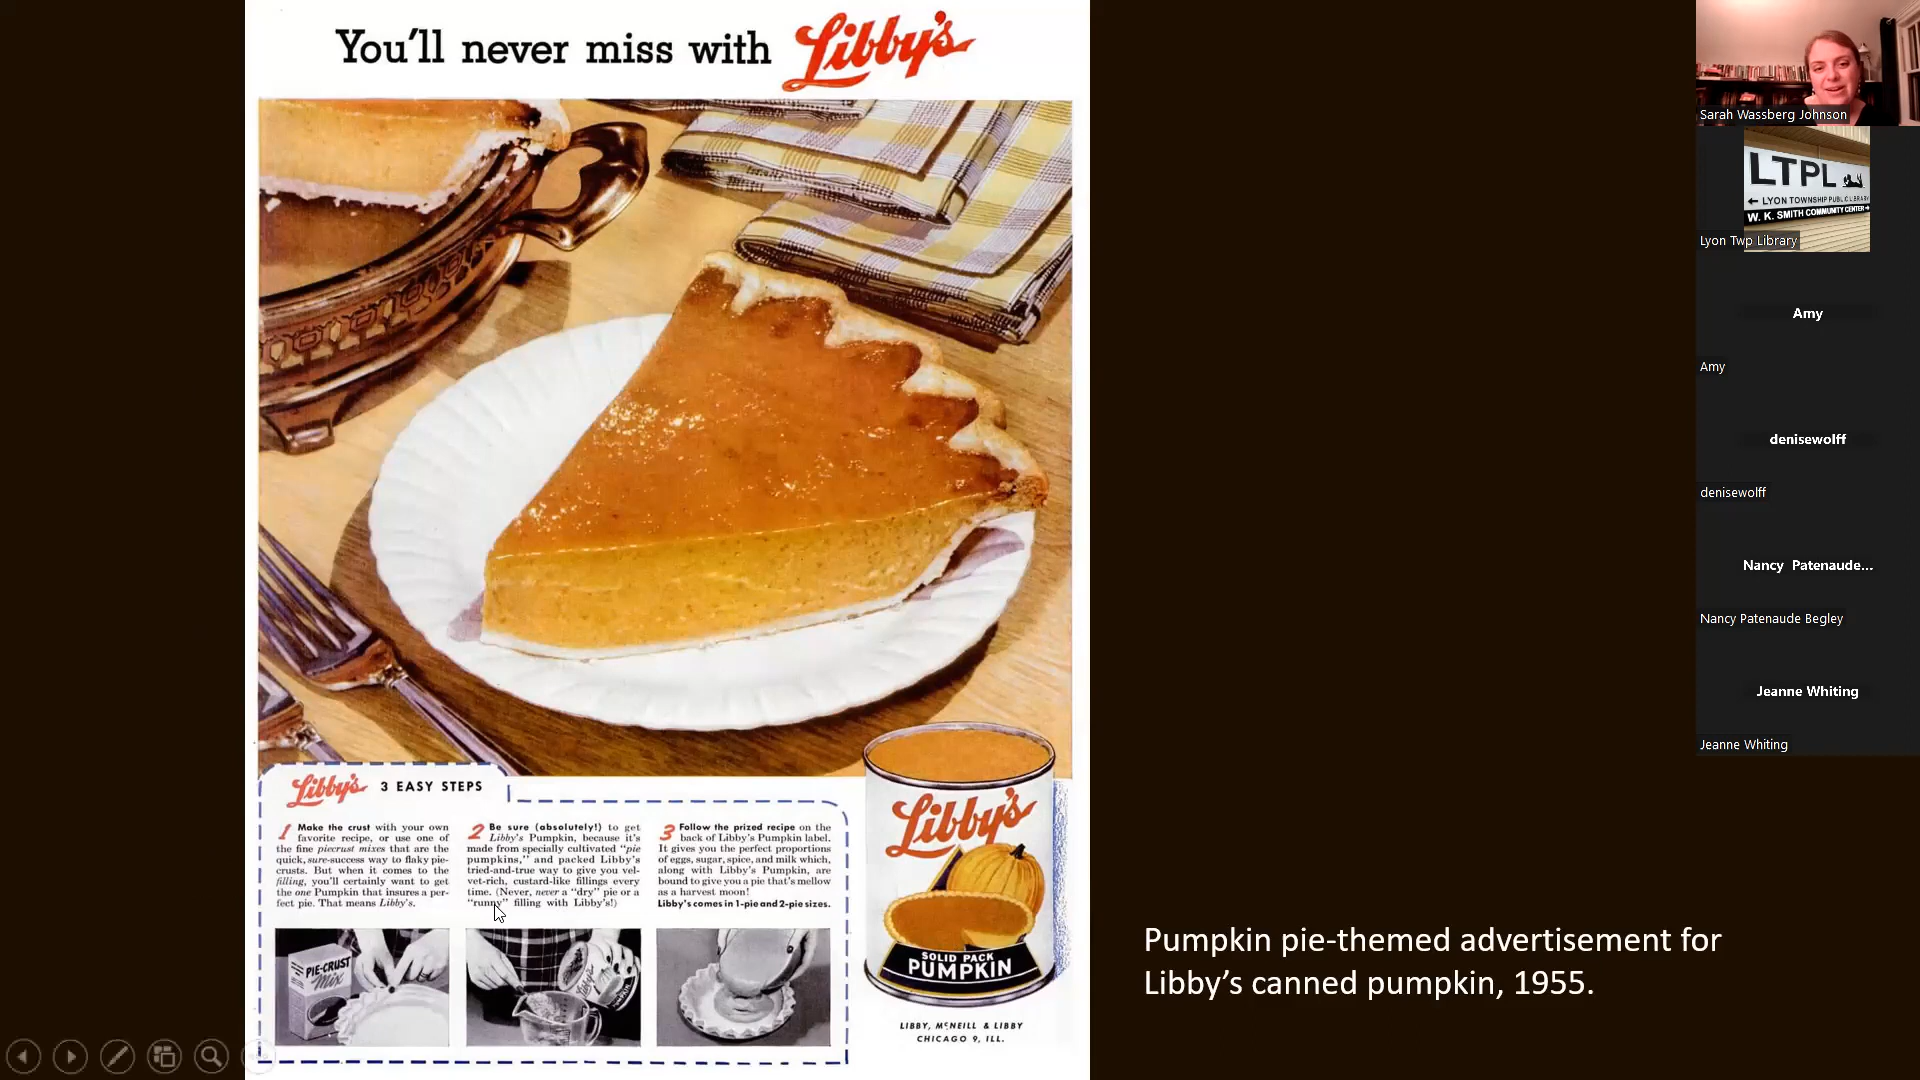 You'll never miss with Libby's
Libby's 3 EASY STEPS
1 Make the crust with your own
favorite recipe, or use one of
the fine piecrust mixes that are the
quick, sure-success way to flaky pie-
crusts. But when it comes to the
filling, you'll certainly want to get
the one Pumpkin that insures a per-
fect pie. That means Libby's.
2 Be sure (absolutely!) to get
Libby's Pumpkin, because it's
made from specially cultivated "pie
pumpkins," and packed Libby's
tried-and-true way to give you vel-
vet-rich, custard-like fillings every
time. (Never, never a "dry" pie or a
"runny" filling with Libby's!)
3 Follow the prized recipe on the
back of Libby's Pumpkin label.
It gives you the perfect proportions
of eggs, sugar, spice, and milk which,
along with Libby's Pumpkin, are
bound to give you a pie that's mellow
as a harvest moon!
Libby's comes in 1-pie and 2-pie sizes.
PIE-CRUST
Mix
Libby's
PUMPKIN
Libby's
SOLID PACK
PUMPKIN
LIBBY, McNEILL & LIBBY
CHICAGO 9, ILL.
Pumpkin pie-themed advertisement for
Libby's canned pumpkin, 1955.
Sarah Wassberg Johnson
LTPL
← LYON TOWNSHIP PUBLIC LIBRARY
W. K. SMITH COMMUNITY CENTER →
Lyon Twp Library
Amy
Amy
denisewolff
denisewolff
Nancy Patenaude...
Nancy Patenaude Begley
Jeanne Whiting
Jeanne Whiting